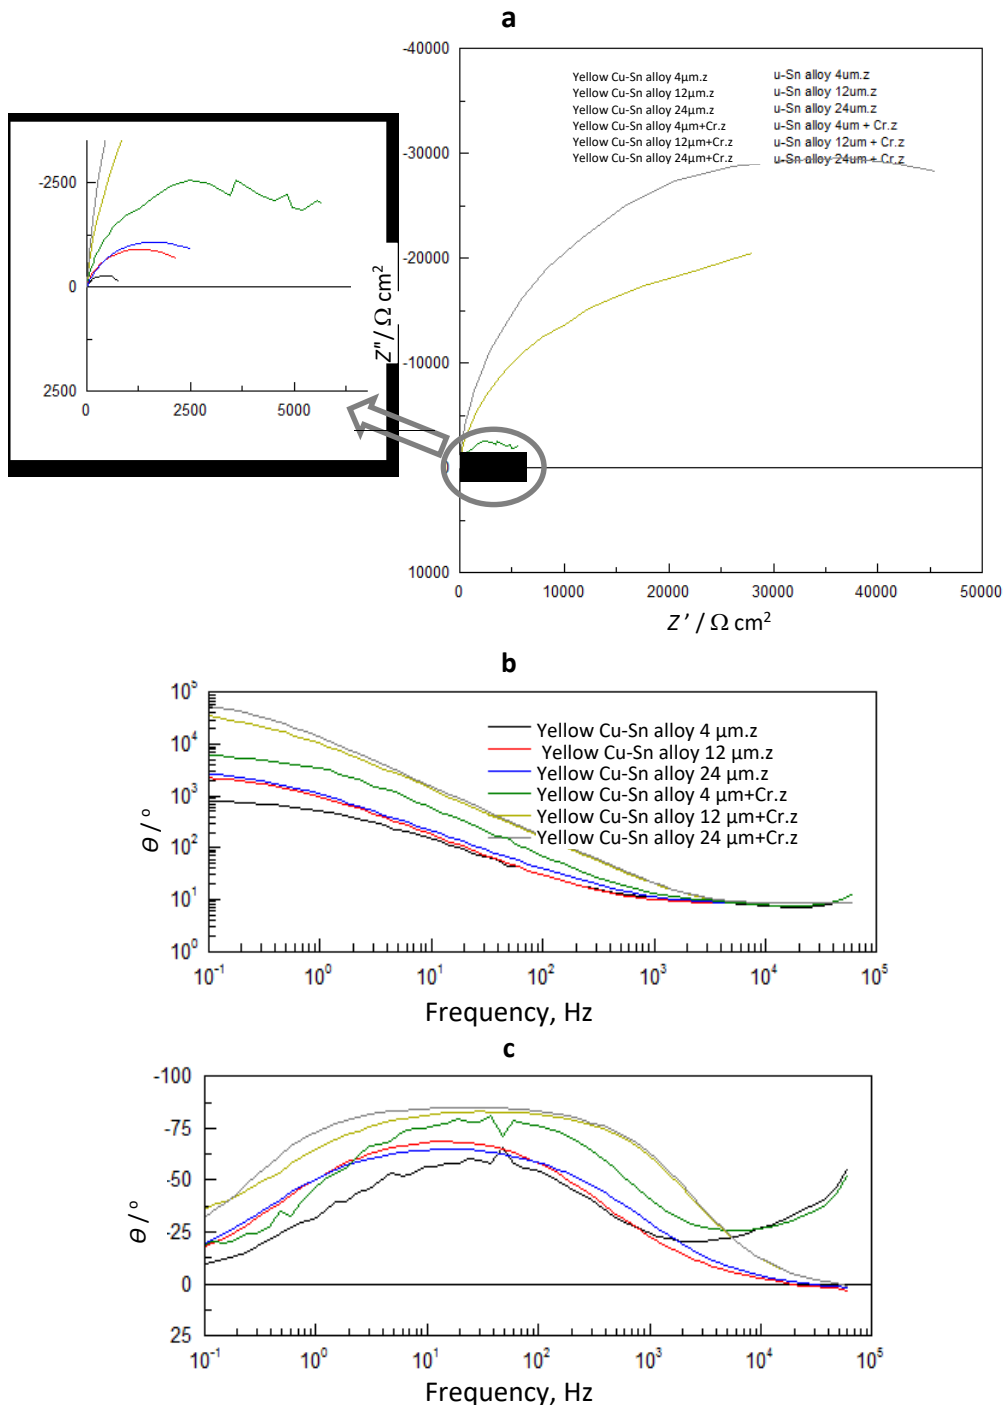 a
-40000
Yellow Cu-Sn alloy 4μm.z
Yellow Cu-Sn alloy 12μm.z
Yellow Cu-Sn alloy 24μm.z
Yellow Cu-Sn alloy 4μm+Cr.z
Yellow Cu-Sn alloy 12μm+Cr.z
Yellow Cu-Sn alloy 24μm+Cr.z
u-Sn alloy 4um.z
u-Sn alloy 12um.z
u-Sn alloy 24um.z
u-Sn alloy 4um + Cr.z
u-Sn alloy 12um + Cr.z
u-Sn alloy 24um + Cr.z
-30000
-20000
-10000
0
10000
Z" / Ω cm²
0 10000 20000 30000 40000 50000
Z' / Ω cm²
-2500
0
2500
0 2500 5000
b
10⁵
10⁴
10³
10²
10¹
10⁰
θ / °
Yellow Cu-Sn alloy 4 μm.z
Yellow Cu-Sn alloy 12 μm.z
Yellow Cu-Sn alloy 24 μm.z
Yellow Cu-Sn alloy 4 μm+Cr.z
Yellow Cu-Sn alloy 12 μm+Cr.z
Yellow Cu-Sn alloy 24 μm+Cr.z
10⁻¹ 10⁰ 10¹ 10² 10³ 10⁴ 10⁵
Frequency, Hz
c
-100
-75
-50
-25
0
25
θ / °
10⁻¹ 10⁰ 10¹ 10² 10³ 10⁴ 10⁵
Frequency, Hz